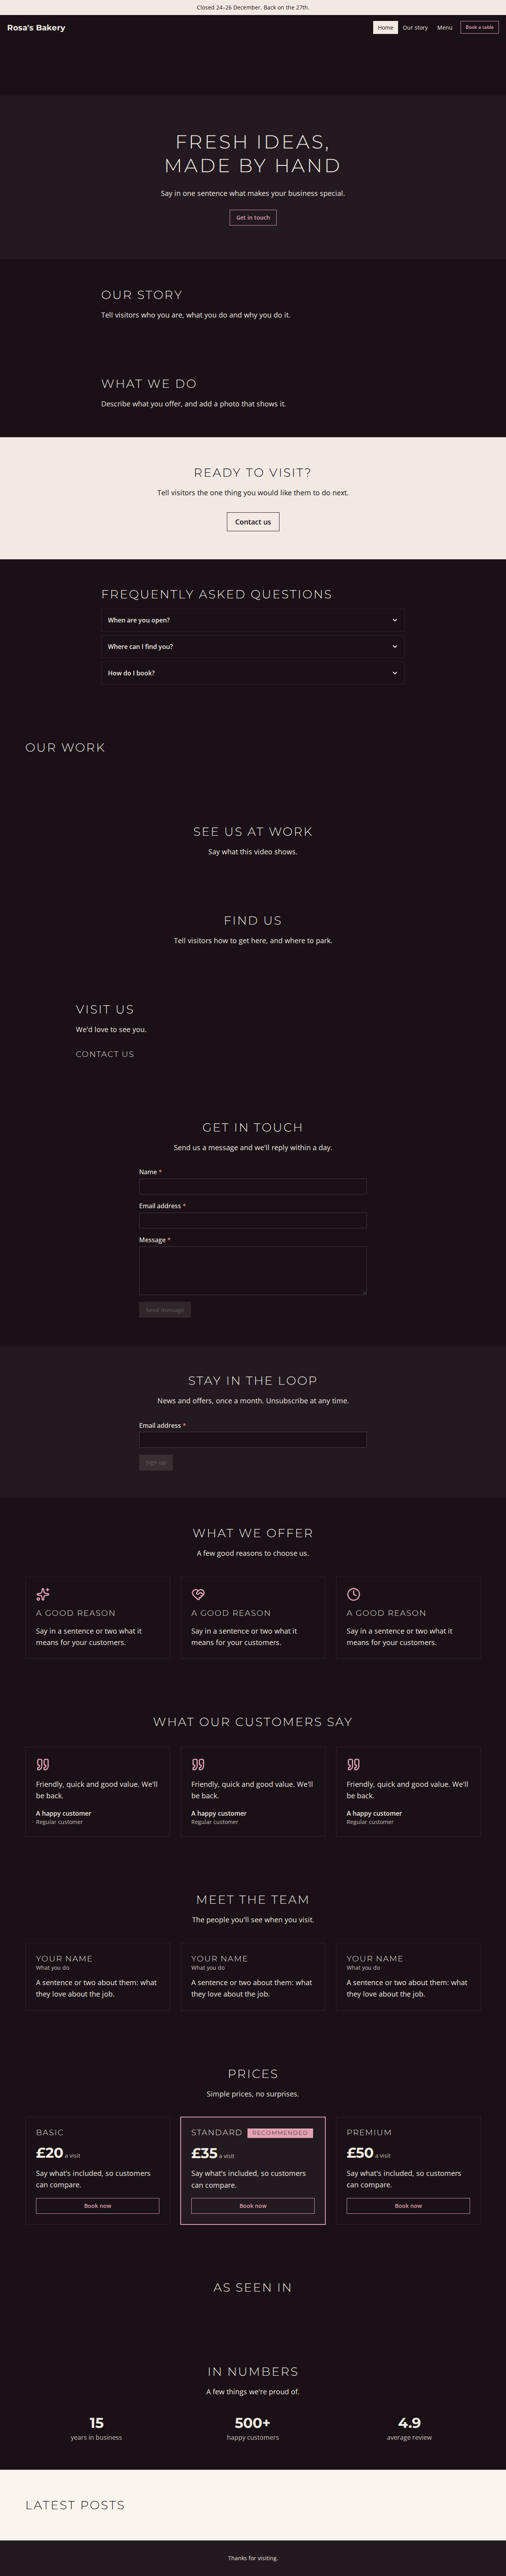 Closed 24–26 December. Back on the 27th.
Rosa's Bakery
Home
Our story
Menu
Book a table
FRESH IDEAS,
MADE BY HAND
Say in one sentence what makes your business special.
Get in touch
OUR STORY
Tell visitors who you are, what you do and why you do it.
WHAT WE DO
Describe what you offer, and add a photo that shows it.
READY TO VISIT?
Tell visitors the one thing you would like them to do next.
Contact us
FREQUENTLY ASKED QUESTIONS
When are you open?
Where can I find you?
How do I book?
OUR WORK
SEE US AT WORK
Say what this video shows.
FIND US
Tell visitors how to get here, and where to park.
VISIT US
We'd love to see you.
CONTACT US
GET IN TOUCH
Send us a message and we'll reply within a day.
Name *
Email address *
Message *
Send message
STAY IN THE LOOP
News and offers, once a month. Unsubscribe at any time.
Email address *
Sign up
WHAT WE OFFER
A few good reasons to choose us.
A GOOD REASON
Say in a sentence or two what it
means for your customers.
A GOOD REASON
Say in a sentence or two what it
means for your customers.
A GOOD REASON
Say in a sentence or two what it
means for your customers.
WHAT OUR CUSTOMERS SAY
Friendly, quick and good value. We'll
be back.
A happy customer
Regular customer
Friendly, quick and good value. We'll
be back.
A happy customer
Regular customer
Friendly, quick and good value. We'll
be back.
A happy customer
Regular customer
MEET THE TEAM
The people you'll see when you visit.
YOUR NAME
What you do
A sentence or two about them: what
they love about the job.
YOUR NAME
What you do
A sentence or two about them: what
they love about the job.
YOUR NAME
What you do
A sentence or two about them: what
they love about the job.
PRICES
Simple prices, no surprises.
BASIC
£20 a visit
Say what's included, so customers
can compare.
Book now
STANDARD RECOMMENDED
£35 a visit
Say what's included, so customers
can compare.
Book now
PREMIUM
£50 a visit
Say what's included, so customers
can compare.
Book now
AS SEEN IN
IN NUMBERS
A few things we're proud of.
15
years in business
500+
happy customers
4.9
average review
LATEST POSTS
Thanks for visiting.